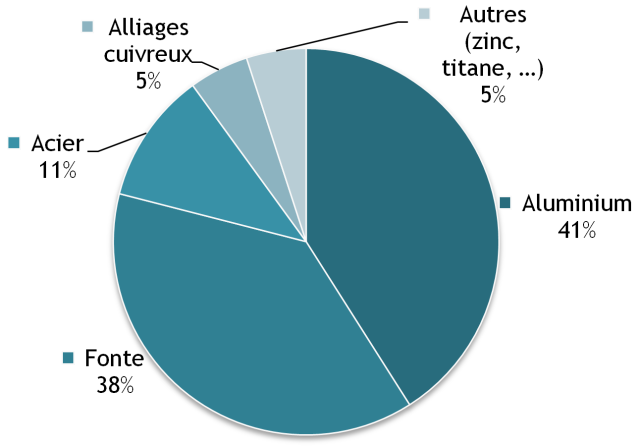 Autres
(zinc,
titane, ...)
5%
Alliages
cuivreux
5%
Acier
11%
Aluminium
41%
Fonte
38%